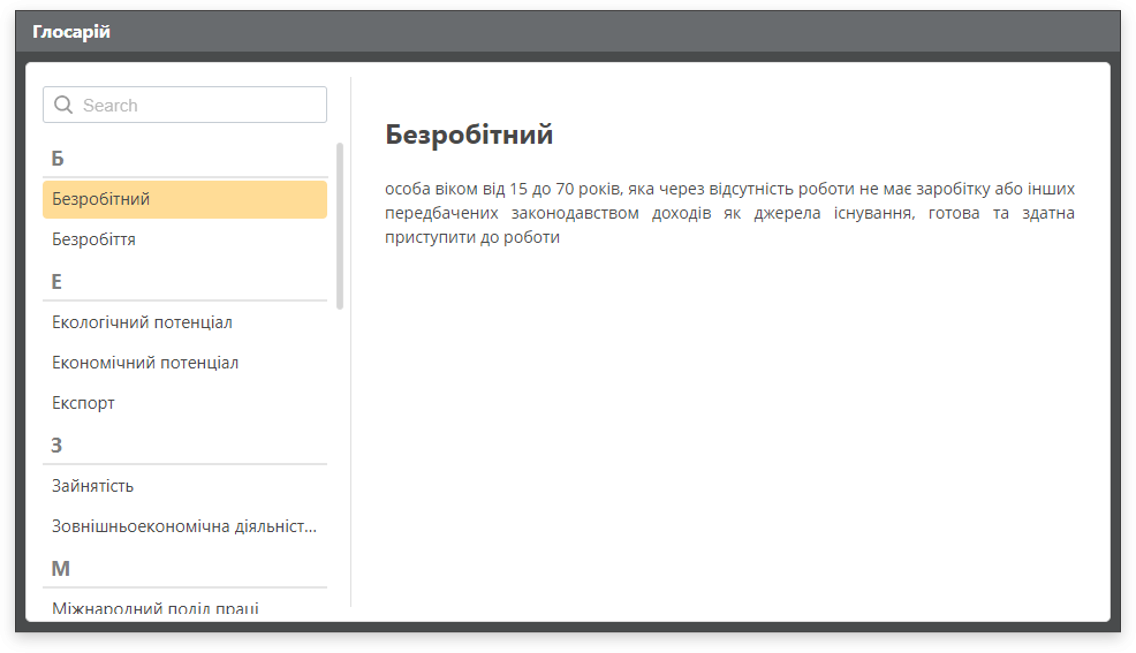 Глосарій
Search
Б
Безробітний
Безробіття
Е
Екологічний потенціал
Економічний потенціал
Експорт
З
Зайнятість
Зовнішньоекономічна діяльніст...
М
Міжнародний поділ праці
Безробітний
особа віком від 15 до 70 років, яка через відсутність роботи не має заробітку або інших
передбачених законодавством доходів як джерела існування, готова та здатна
приступити до роботи